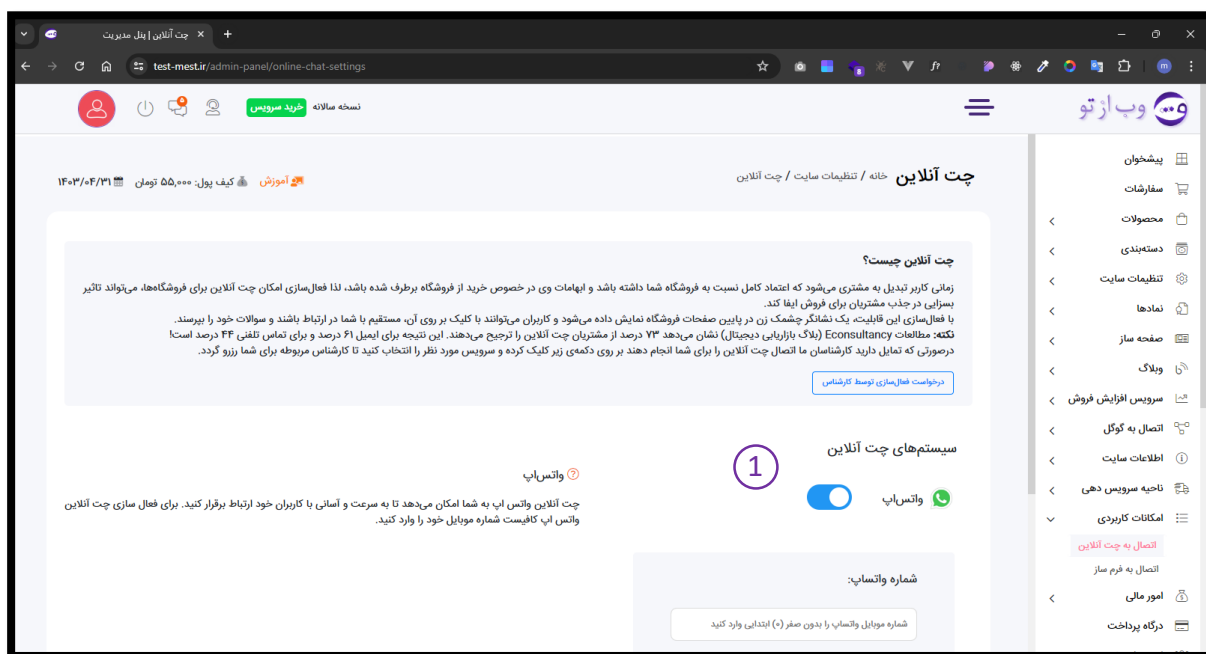 چت آنلاین | پنل مدیریت
test-mest.ir/admin-panel/online-chat-settings
وب از تو
نسخه سالانه خرید سرویس
چت آنلاین خانه / تنظیمات سایت / چت آنلاین
آموزش کیف پول: ۵۵,۰۰۰ تومان ۱۴۰۳/۰۴/۳۱
پیشخوان
سفارشات
محصولات
دسته‌بندی
تنظیمات سایت
نمادها
صفحه ساز
وبلاگ
سرویس افزایش فروش
اتصال به گوگل
اطلاعات سایت
ناحیه سرویس دهی
امکانات کاربردی
اتصال به چت آنلاین
اتصال به فرم ساز
امور مالی
درگاه پرداخت
چت آنلاین چیست؟
زمانی کاربر تبدیل به مشتری می‌شود که اعتماد کامل نسبت به فروشگاه شما داشته باشد و ابهامات وی در خصوص خرید از فروشگاه برطرف شده باشد، لذا فعال‌سازی امکان چت آنلاین برای فروشگاه‌ها، می‌تواند تاثیر
بسزایی در جذب مشتریان برای فروش ایفا کند.
با فعال‌سازی این قابلیت، یک نشانگر چشمک زن در پایین صفحات فروشگاه نمایش داده می‌شود و کاربران می‌توانند با کلیک بر روی آن، مستقیم با شما در ارتباط باشند و سوالات خود را بپرسند.
نکته: مطالعات Econsultancy (بلاگ بازاریابی دیجیتال) نشان می‌دهد ۷۳ درصد از مشتریان چت آنلاین را ترجیح می‌دهند. این نتیجه برای ایمیل ۶۱ درصد و برای تماس تلفنی ۴۴ درصد است!
درصورتی که تمایل دارید کارشناسان ما اتصال چت آنلاین را برای شما انجام دهند بر روی دکمه‌ی زیر کلیک کرده و سرویس مورد نظر را انتخاب کنید تا کارشناس مربوطه برای شما رزرو گردد.
درخواست فعال‌سازی توسط کارشناس
سیستم‌های چت آنلاین
1
واتس‌اپ
واتس‌اپ
چت آنلاین واتس اپ به شما امکان می‌دهد تا به سرعت و آسانی با کاربران خود ارتباط برقرار کنید. برای فعال سازی چت آنلاین
واتس اپ کافیست شماره موبایل خود را وارد کنید.
شماره واتساپ:
شماره موبایل واتساپ را بدون صفر (۰) ابتدایی وارد کنید